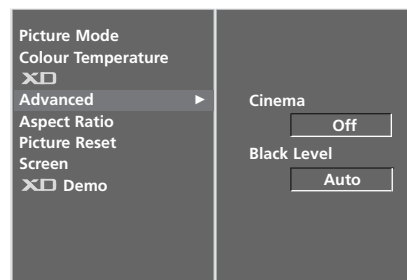 Picture Mode
Colour Temperature
XD
Advanced ►
Aspect Ratio
Picture Reset
Screen
XD Demo
Cinema
Off
Black Level
Auto